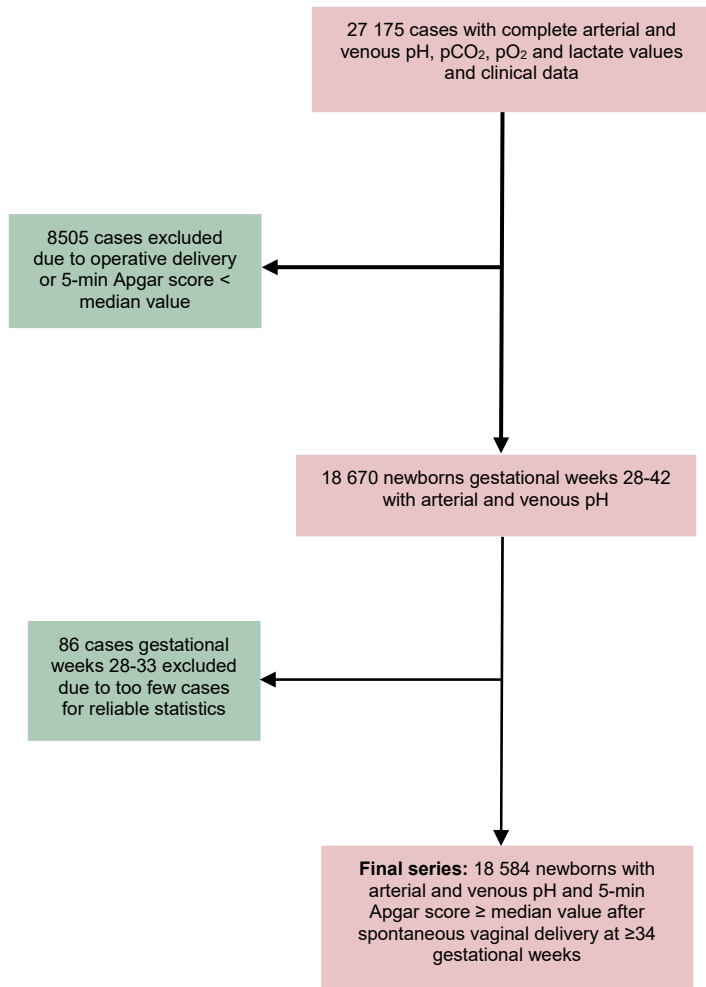 27 175 cases with complete arterial and
venous pH, pCO₂, pO₂ and lactate values
and clinical data
8505 cases excluded
due to operative delivery
or 5-min Apgar score <
median value
18 670 newborns gestational weeks 28-42
with arterial and venous pH
86 cases gestational
weeks 28-33 excluded
due to too few cases
for reliable statistics
Final series: 18 584 newborns with
arterial and venous pH and 5-min
Apgar score ≥ median value after
spontaneous vaginal delivery at ≥34
gestational weeks